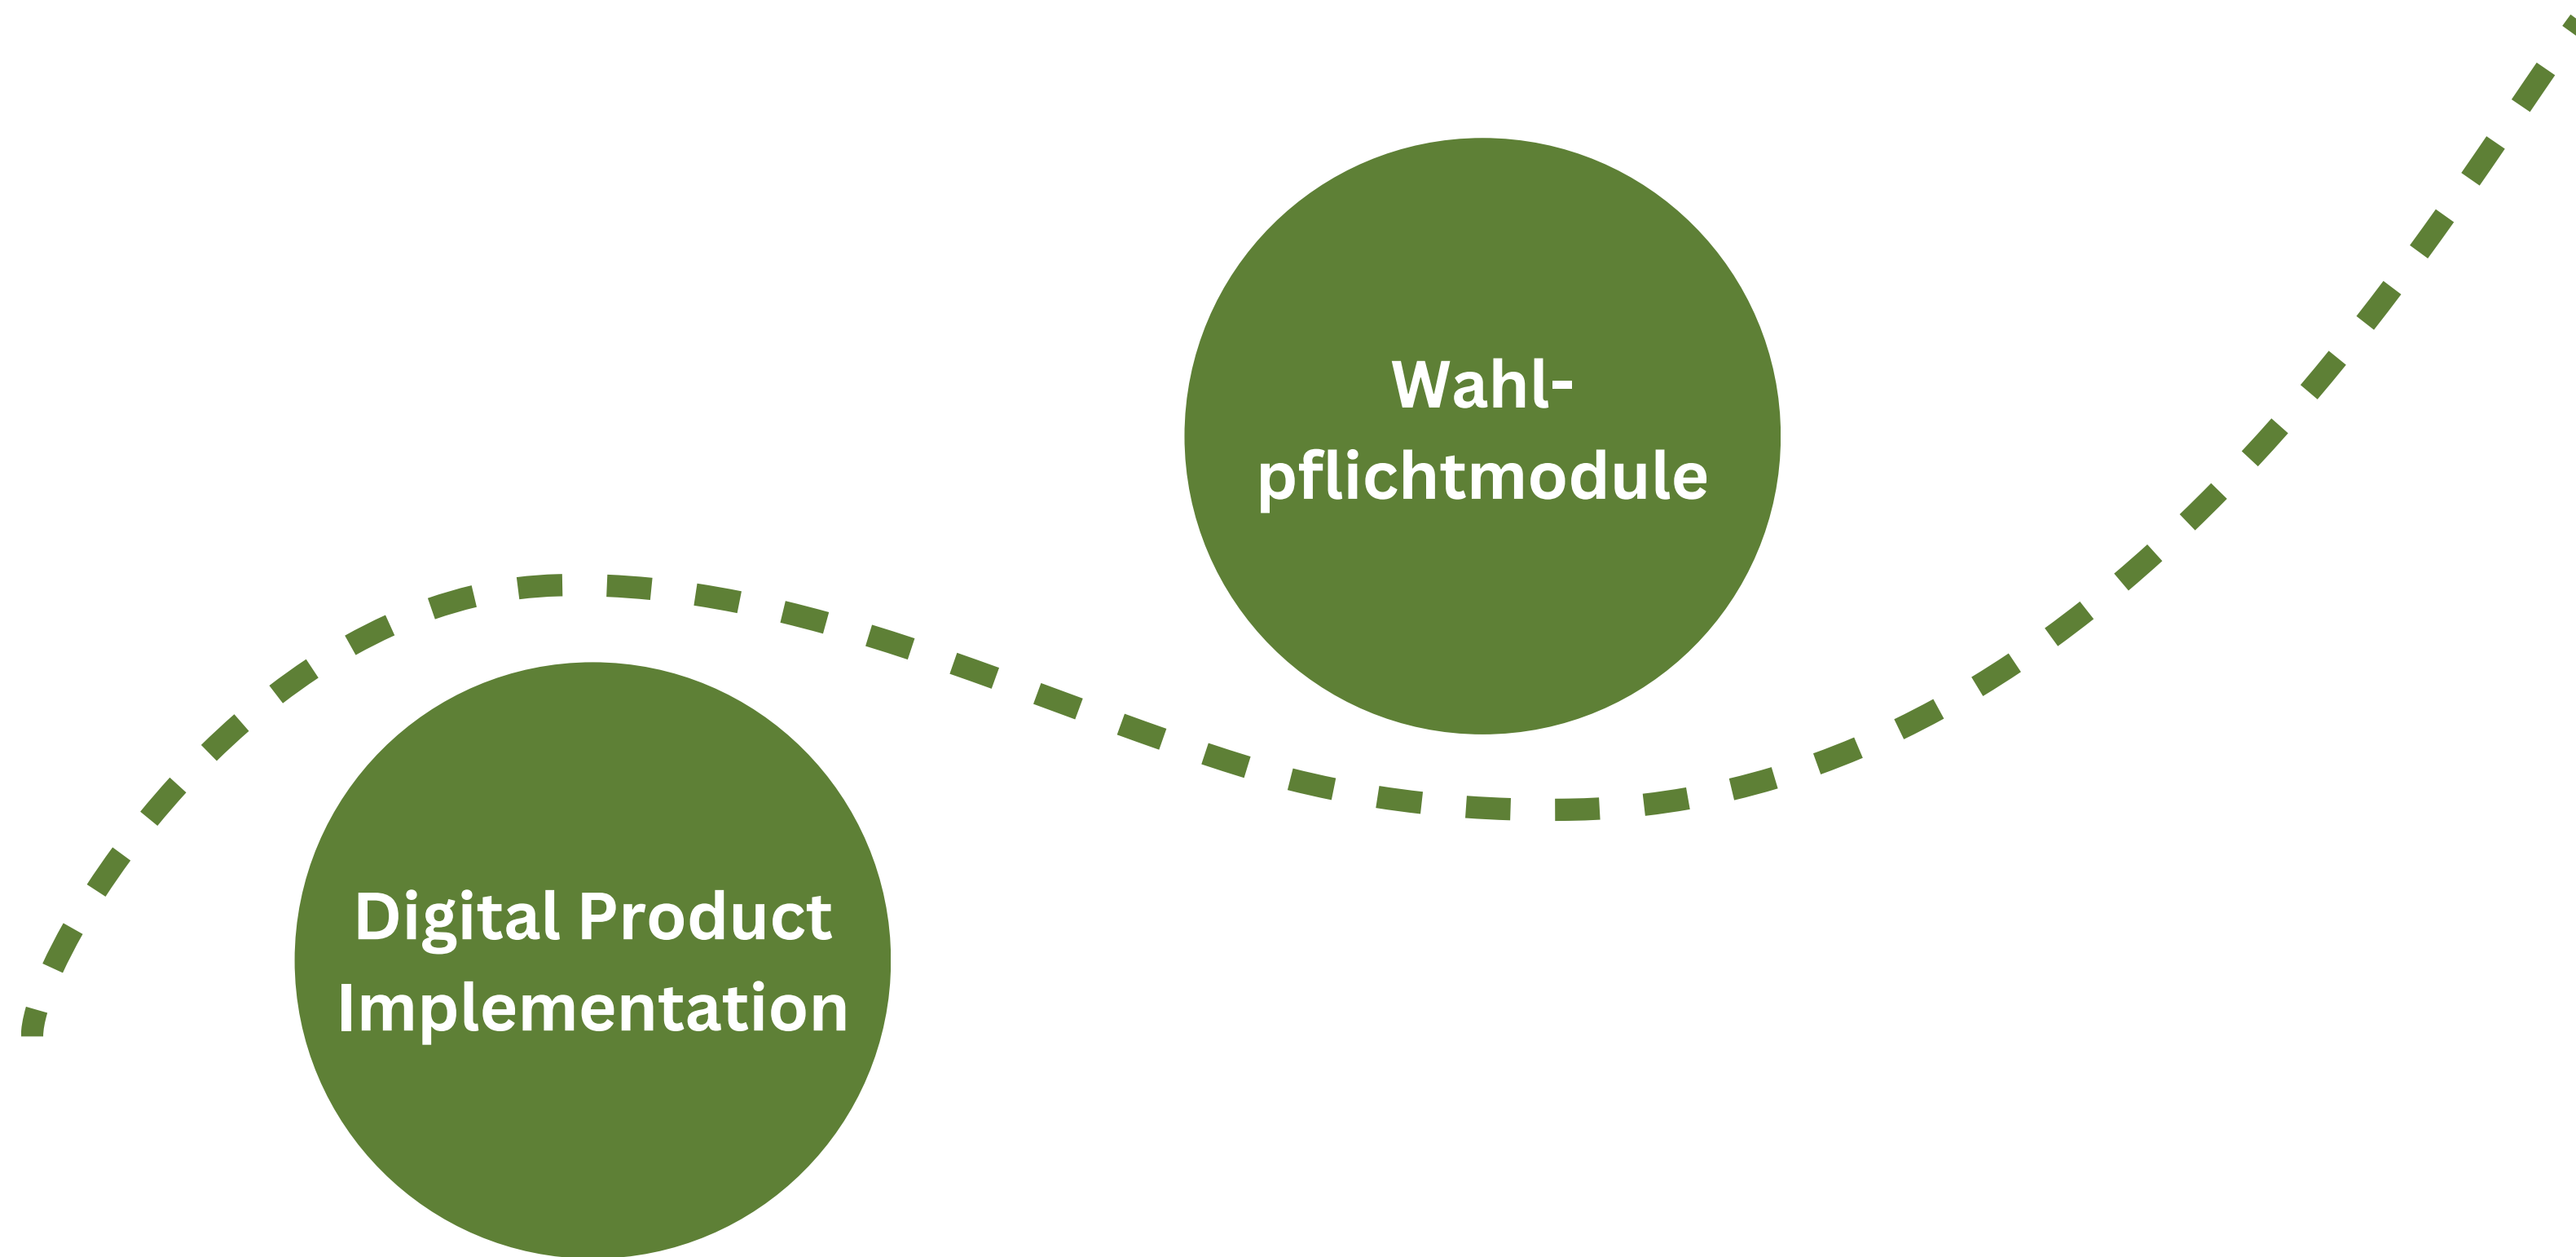 Wahl-
pflichtmodule
Digital Product
Implementation